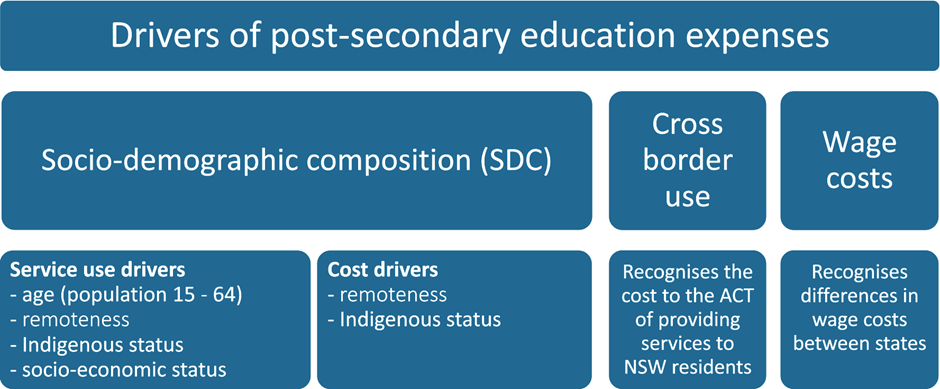 Drivers of post-secondary education expenses
Socio-demographic composition (SDC)
Cross
border
use
Wage
costs
Service use drivers
- age (population 15 - 64)
- remoteness
- Indigenous status
- socio-economic status
Cost drivers
- remoteness
- Indigenous status
Recognises the
cost to the ACT
of providing
services to
NSW residents
Recognises
differences in
wage costs
between states